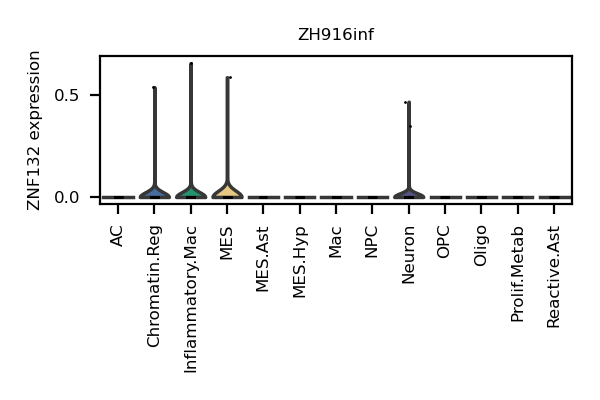 ZH916inf
ZNF132 expression
0.5
0.0
AC
Chromatin.Reg
Inflammatory.Mac
MES
MES.Ast
MES.Hyp
Mac
NPC
Neuron
OPC
Oligo
Prolif.Metab
Reactive.Ast